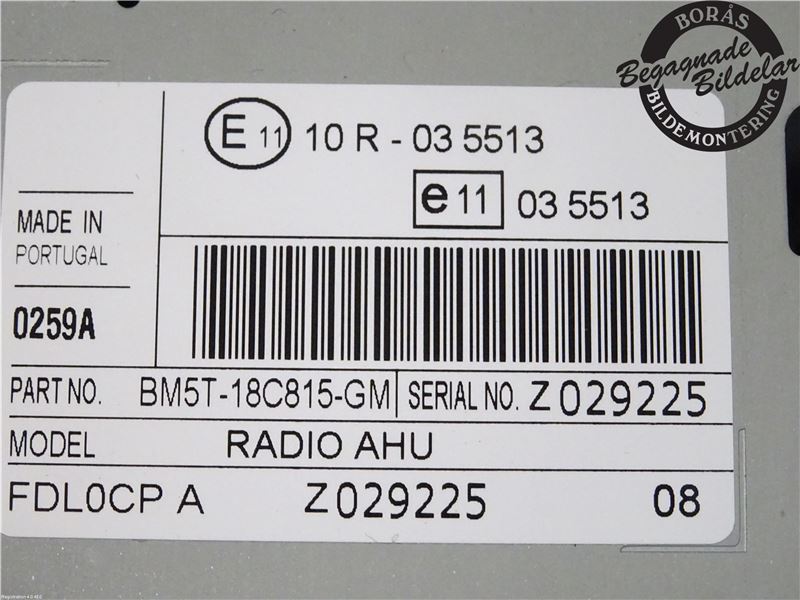 BORÅS
Begagnade
Bildelar
BILDEMONTERING
E 11 10 R - 03 5513
e 11 03 5513
MADE IN
PORTUGAL
0259A
PART NO. BM5T-18C815-GM SERIAL NO. Z029225
MODEL RADIO AHU
FDL0CP A Z029225 08